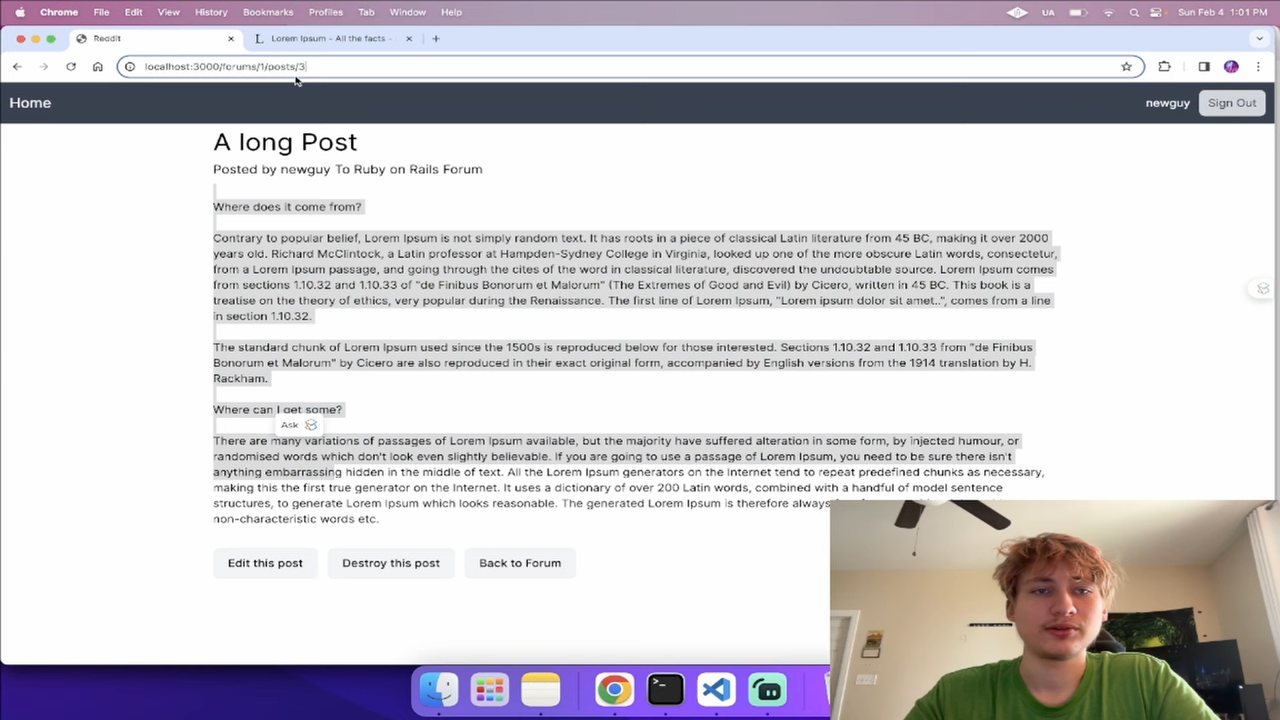 Chrome File Edit View History Bookmarks Profiles Tab Window Help UA Sun Feb 4 1:01 PM
Reddit Lorem Ipsum - All the facts -
localhost:3000/forums/1/posts/3
Home newguy Sign Out
A long Post
Posted by newguy To Ruby on Rails Forum
Where does it come from?
Contrary to popular belief, Lorem Ipsum is not simply random text. It has roots in a piece of classical Latin literature from 45 BC, making it over 2000
years old. Richard McClintock, a Latin professor at Hampden-Sydney College in Virginia, looked up one of the more obscure Latin words, consectetur,
from a Lorem Ipsum passage, and going through the cites of the word in classical literature, discovered the undoubtable source. Lorem Ipsum comes
from sections 1.10.32 and 1.10.33 of "de Finibus Bonorum et Malorum" (The Extremes of Good and Evil) by Cicero, written in 45 BC. This book is a
treatise on the theory of ethics, very popular during the Renaissance. The first line of Lorem Ipsum, "Lorem ipsum dolor sit amet..", comes from a line
in section 1.10.32.
The standard chunk of Lorem Ipsum used since the 1500s is reproduced below for those interested. Sections 1.10.32 and 1.10.33 from "de Finibus
Bonorum et Malorum" by Cicero are also reproduced in their exact original form, accompanied by English versions from the 1914 translation by H.
Rackham.
Where can I get some?
Ask
There are many variations of passages of Lorem Ipsum available, but the majority have suffered alteration in some form, by injected humour, or
randomised words which don't look even slightly believable. If you are going to use a passage of Lorem Ipsum, you need to be sure there isn't
anything embarrassing hidden in the middle of text. All the Lorem Ipsum generators on the Internet tend to repeat predefined chunks as necessary,
making this the first true generator on the Internet. It uses a dictionary of over 200 Latin words, combined with a handful of model sentence
structures, to generate Lorem Ipsum which looks reasonable. The generated Lorem Ipsum is therefore always
non-characteristic words etc.
Edit this post Destroy this post Back to Forum